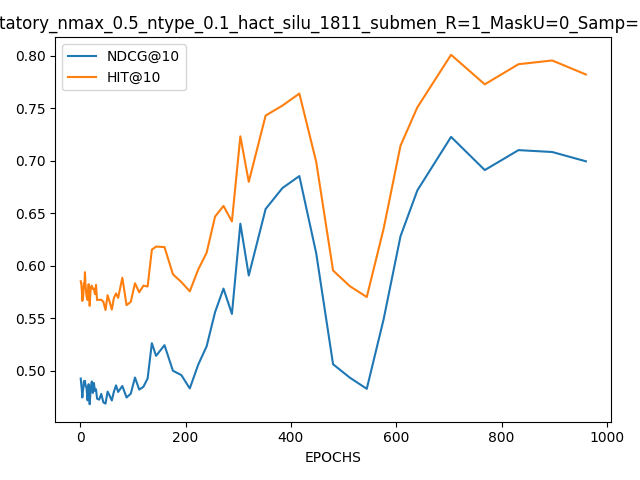 tatory_nmax_0.5_ntype_0.1_hact_silu_1811_submen_R=1_MaskU=0_Samp=
NDCG@10
HIT@10
0.80
0.75
0.70
0.65
0.60
0.55
0.50
0 200 400 600 800 1000
EPOCHS